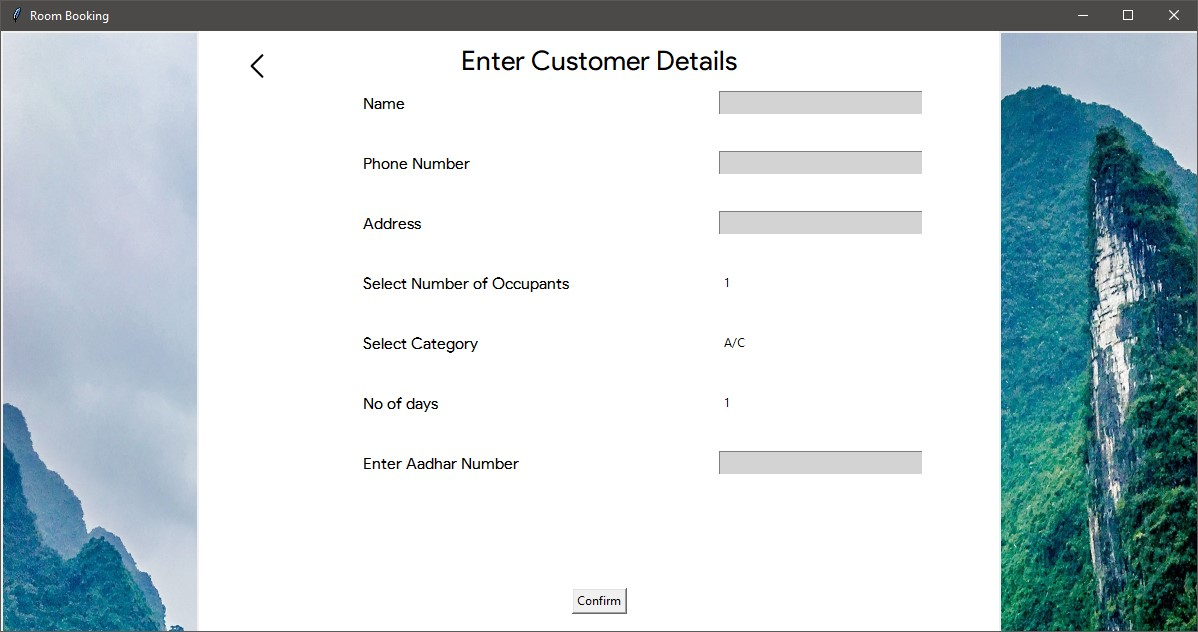 Room Booking
Enter Customer Details
Name
Phone Number
Address
Select Number of Occupants 1
Select Category A/C
No of days 1
Enter Aadhar Number
Confirm